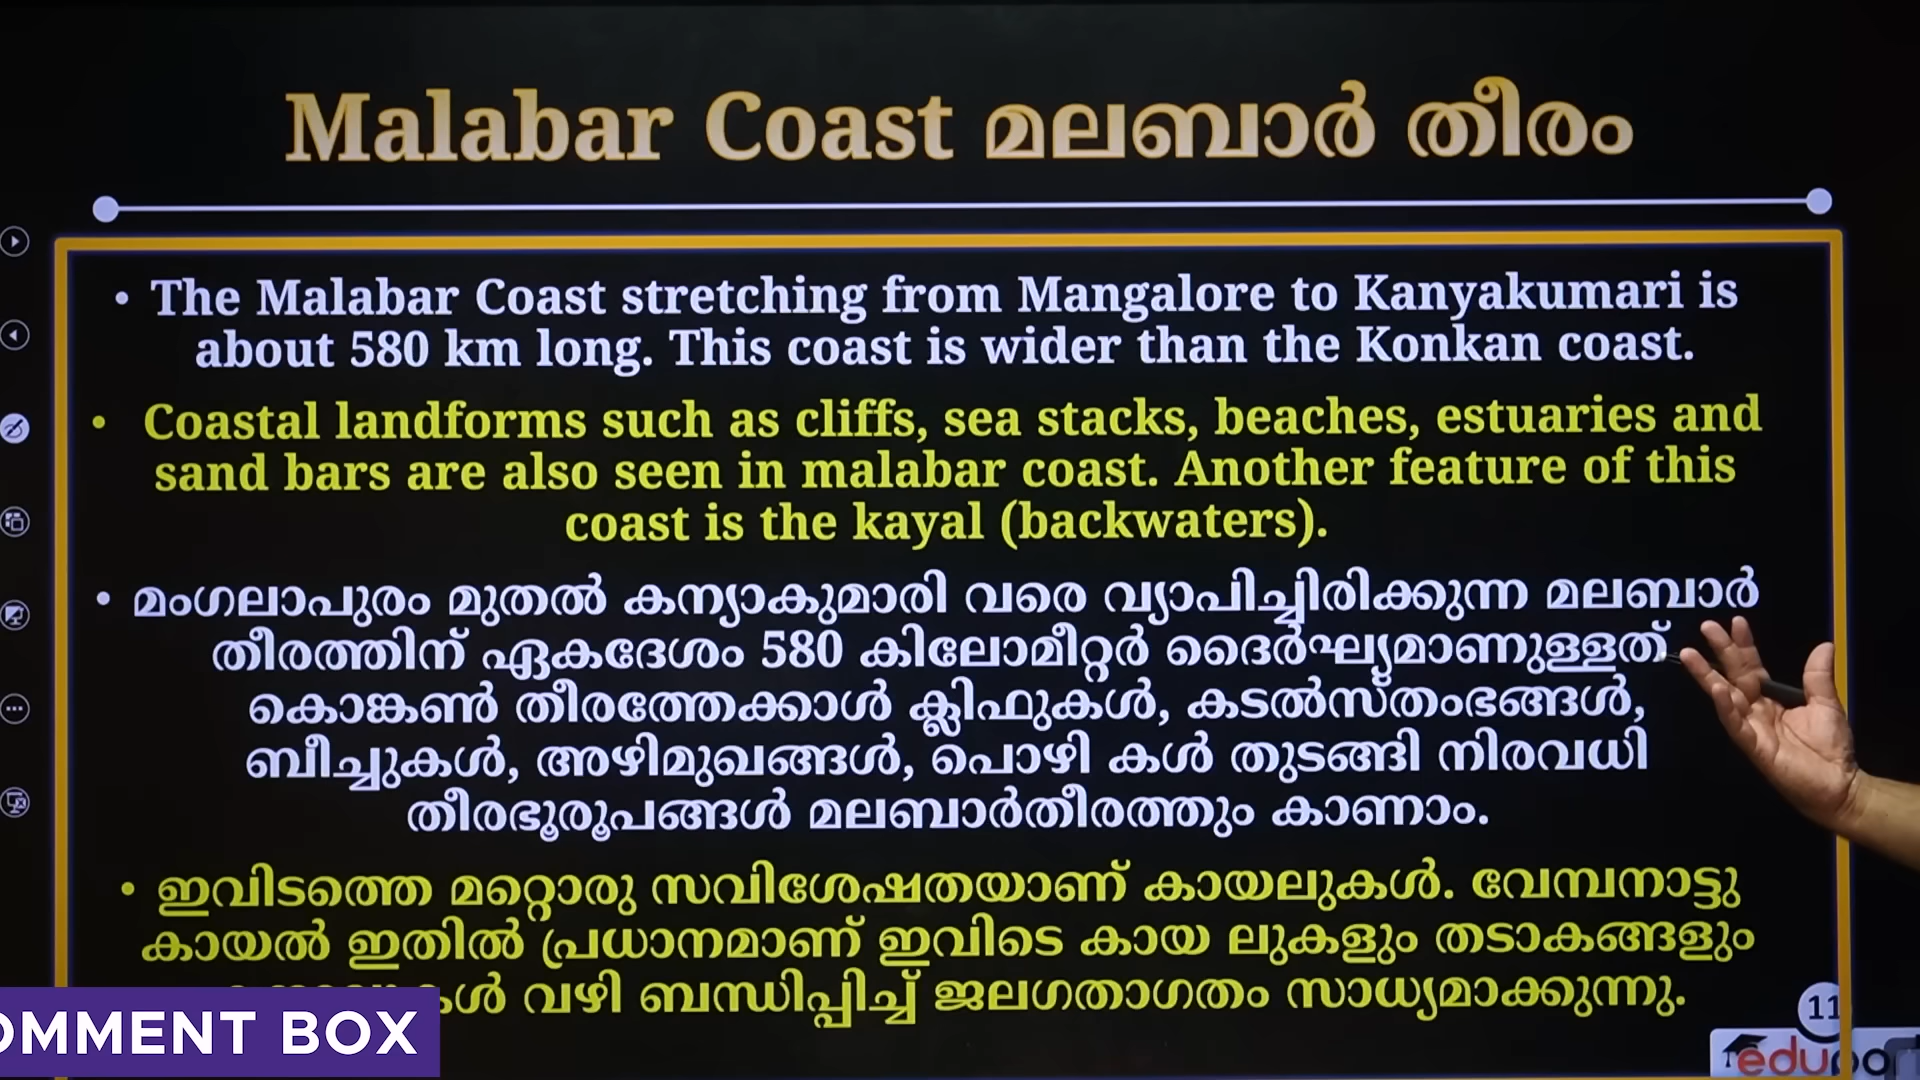 Malabar Coast മലബാർ തീരം
• The Malabar Coast stretching from Mangalore to Kanyakumari is
about 580 km long. This coast is wider than the Konkan coast.
• Coastal landforms such as cliffs, sea stacks, beaches, estuaries and
sand bars are also seen in malabar coast. Another feature of this
coast is the kayal (backwaters).
• മംഗലാപുരം മുതൽ കന്യാകുമാരി വരെ വ്യാപിച്ചിരിക്കുന്ന മലബാർ
തീരത്തിന് ഏകദേശം 580 കിലോമീറ്റർ ദൈർഘ്യമാണുള്ളത്
കൊങ്കൺ തീരത്തേക്കാൾ ക്ലിഫുകൾ, കടൽസ്തംഭങ്ങൾ,
ബീച്ചുകൾ, അഴിമുഖങ്ങൾ, പൊഴി കൾ തുടങ്ങി നിരവധി
തീരഭൂരൂപങ്ങൾ മലബാർതീരത്തും കാണാം.
• ഇവിടത്തെ മറ്റൊരു സവിശേഷതയാണ് കായലുകൾ. വേമ്പനാട്ടു
കായൽ ഇതിൽ പ്രധാനമാണ് ഇവിടെ കായ ലുകളും തടാകങ്ങളും
വഴി ബന്ധിപ്പിച്ച് ജലഗതാഗതം സാധ്യമാക്കുന്നു.
OMMENT BOX
11
eduport